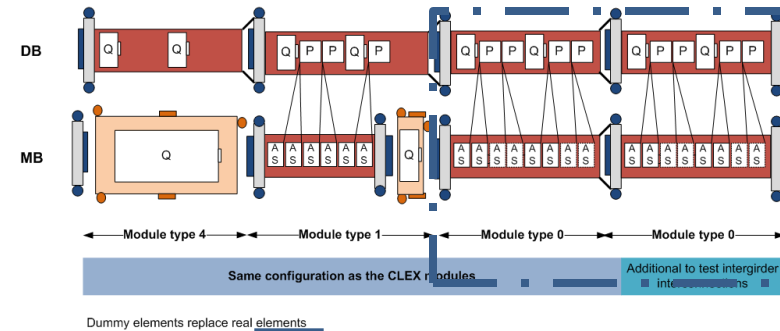 DB Q Q Q P P Q P Q P P Q P P Q P P Q P P
A A A A A A A A A A A A A A A A A A A A A A
MB Q Q
S S S S S S S S S S S S S S S S S S S S S S
Module type 4 Module type 1 Module type 0 Module type 0
Same configuration as the CLEX modules
Additional to test intergirder
interconnections
Dummy elements replace real elements